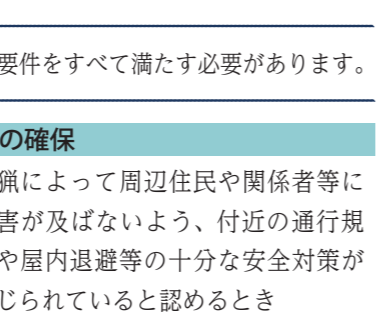 要件をすべて満たす必要があります。
の確保
猟によって周辺住民や関係者等に
害が及ばないよう、付近の通行規
や屋内退避等の十分な安全対策が
じられていると認めるとき